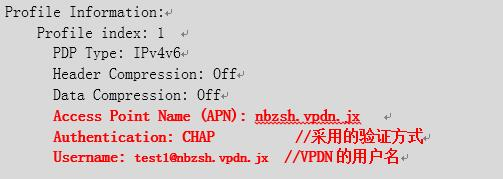 Profile Information:
Profile index: 1
PDP Type: IPv4v6
Header Compression: Off
Data Compression: Off
Access Point Name (APN): nbzsh.vpdn.jx
Authentication: CHAP //采用的验证方式
Username: test1@nbzsh.vpdn.jx //VPDN的用户名